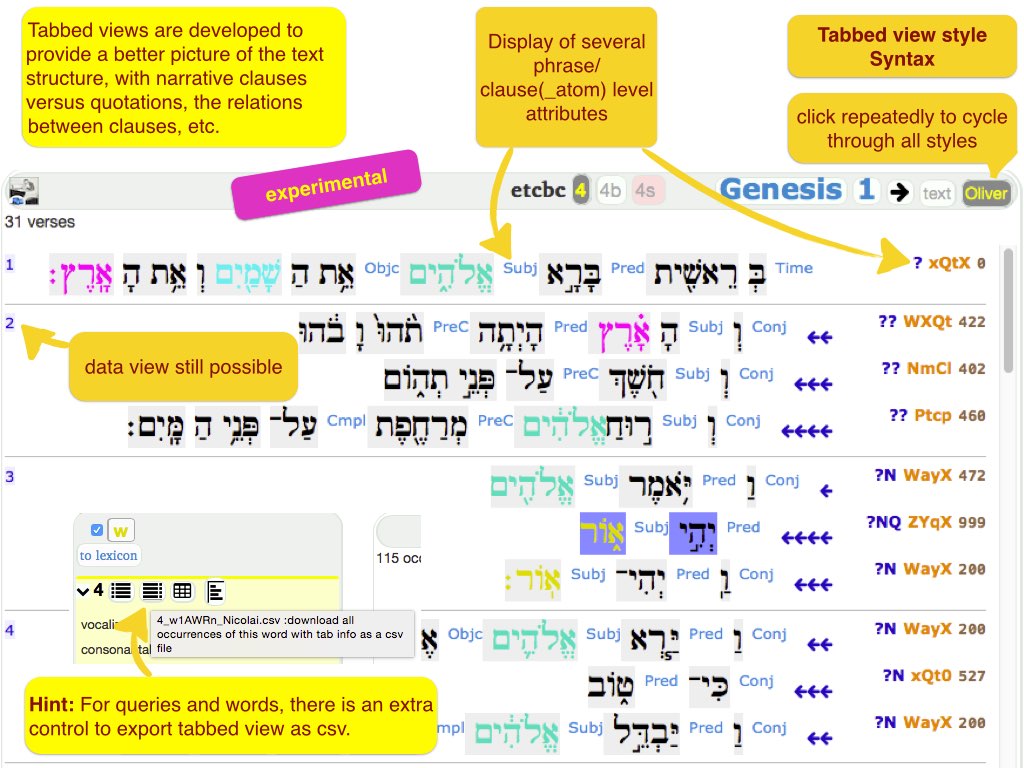 Tabbed views are developed to
provide a better picture of the text
structure, with narrative clauses
versus quotations, the relations
between clauses, etc.
Display of several
phrase/
clause(_atom) level
attributes
Tabbed view style
Syntax
click repeatedly to cycle
through all styles
experimental
etcbc 4 4b 4s Genesis 1 text Oliver
31 verses
1 Time בְּ רֵאשִׁ֖ית Pred בָּרָ֣א Subj אֱלֹהִ֑ים Objc אֵ֥ת הַ שָּׁמַ֖יִם וְ אֵ֥ת הָ אָֽרֶץ׃ ? xQtX 0
2 Conj וְ Subj הָ אָ֗רֶץ Pred הָיְתָ֥ה PreC תֹ֙הוּ֙ וָ בֹ֔הוּ ?? WXQt 422
Conj וְ Subj חֹ֖שֶׁךְ PreC עַל־ פְּנֵ֣י תְהֹ֑ום ?? NmCl 402
Conj וְ Subj ר֣וּחַ אֱלֹהִ֔ים PreC מְרַחֶ֖פֶת Cmpl עַל־ פְּנֵ֥י הַ מָּֽיִם׃ ?? Ptcp 460
3 Conj וַ Pred יֹּ֥אמֶר Subj אֱלֹהִ֖ים ?N WayX 472
Pred יְהִ֣י Subj אֹ֑ור ?NQ ZYqX 999
Conj וַֽ Pred יְהִי־ Subj אֹֽור׃ ?N WayX 200
4 Conj וַ Pred יַּ֧רְא Subj אֱלֹהִ֛ים Objc ?N WayX 200
Conj כִּי־ Pred טֹ֑וב ?N xQt0 527
Conj וַ Pred יַּבְדֵּ֣ל Subj אֱלֹהִ֔ים mpl ?N WayX 200
data view still possible
w
to lexicon
4
115 occ
4_w1AWRn_Nicolai.csv :download all
occurrences of this word with tab info as a csv
file
Hint: For queries and words, there is an extra
control to export tabbed view as csv.